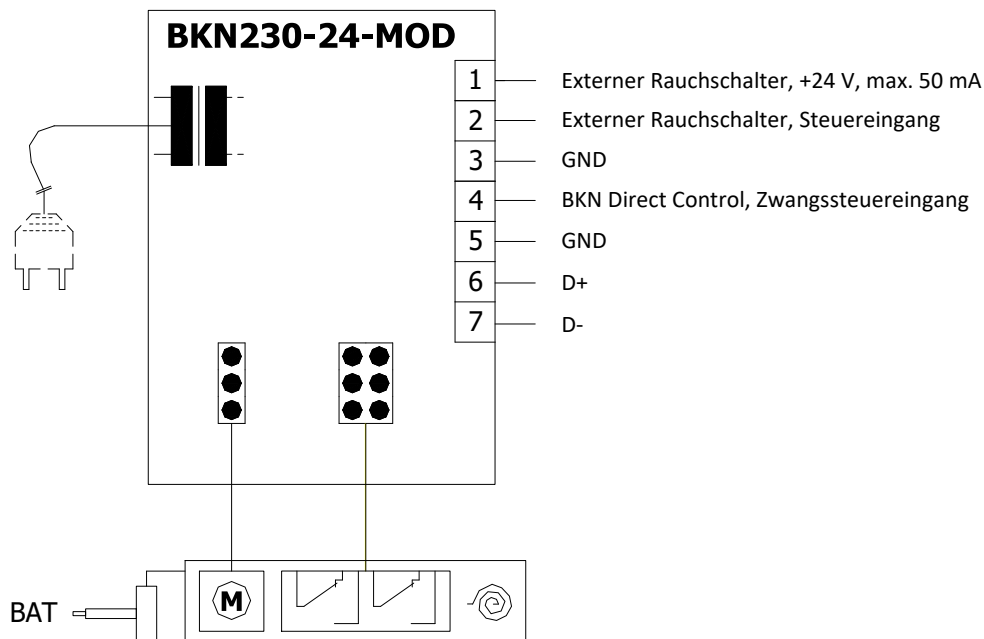 BKN230-24-MOD
1 Externer Rauchschalter, +24 V, max. 50 mA
2 Externer Rauchschalter, Steuereingang
3 GND
4 BKN Direct Control, Zwangssteuereingang
5 GND
6 D+
7 D-
BAT
M